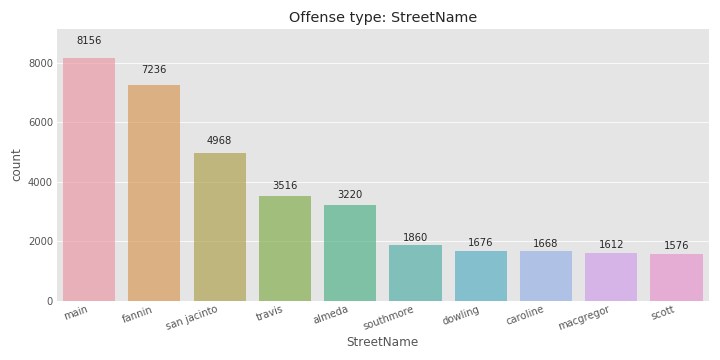 Offense type: StreetName
count
8000
6000
4000
2000
0
8156
7236
4968
3516
3220
1860
1676
1668
1612
1576
main
fannin
san jacinto
travis
almeda
southmore
dowling
caroline
macgregor
scott
StreetName